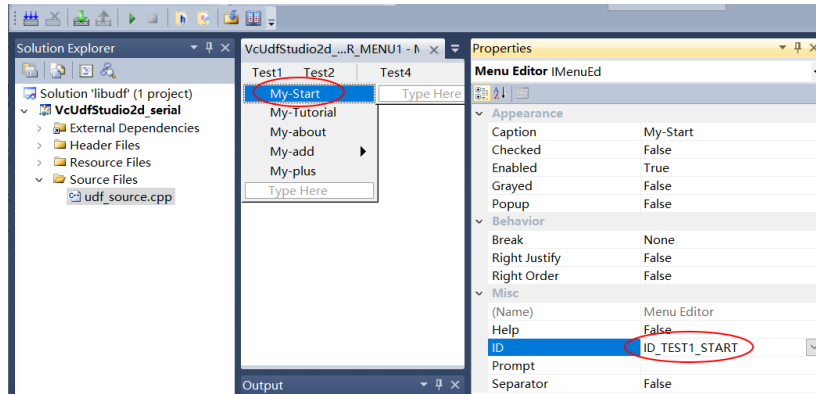 Solution Explorer
Solution 'libudf' (1 project)
VcUdfStudio2d_serial
External Dependencies
Header Files
Resource Files
Source Files
udf_source.cpp
VcUdfStudio2d_...R_MENU1 - M
Test1 Test2 Test4
My-Start Type Here
My-Tutorial
My-about
My-add
My-plus
Type Here
Output
Properties
Menu Editor IMenuEd
Appearance
Caption My-Start
Checked False
Enabled True
Grayed False
Popup False
Behavior
Break None
Right Justify False
Right Order False
Misc
(Name) Menu Editor
Help False
ID ID_TEST1_START
Prompt
Separator False